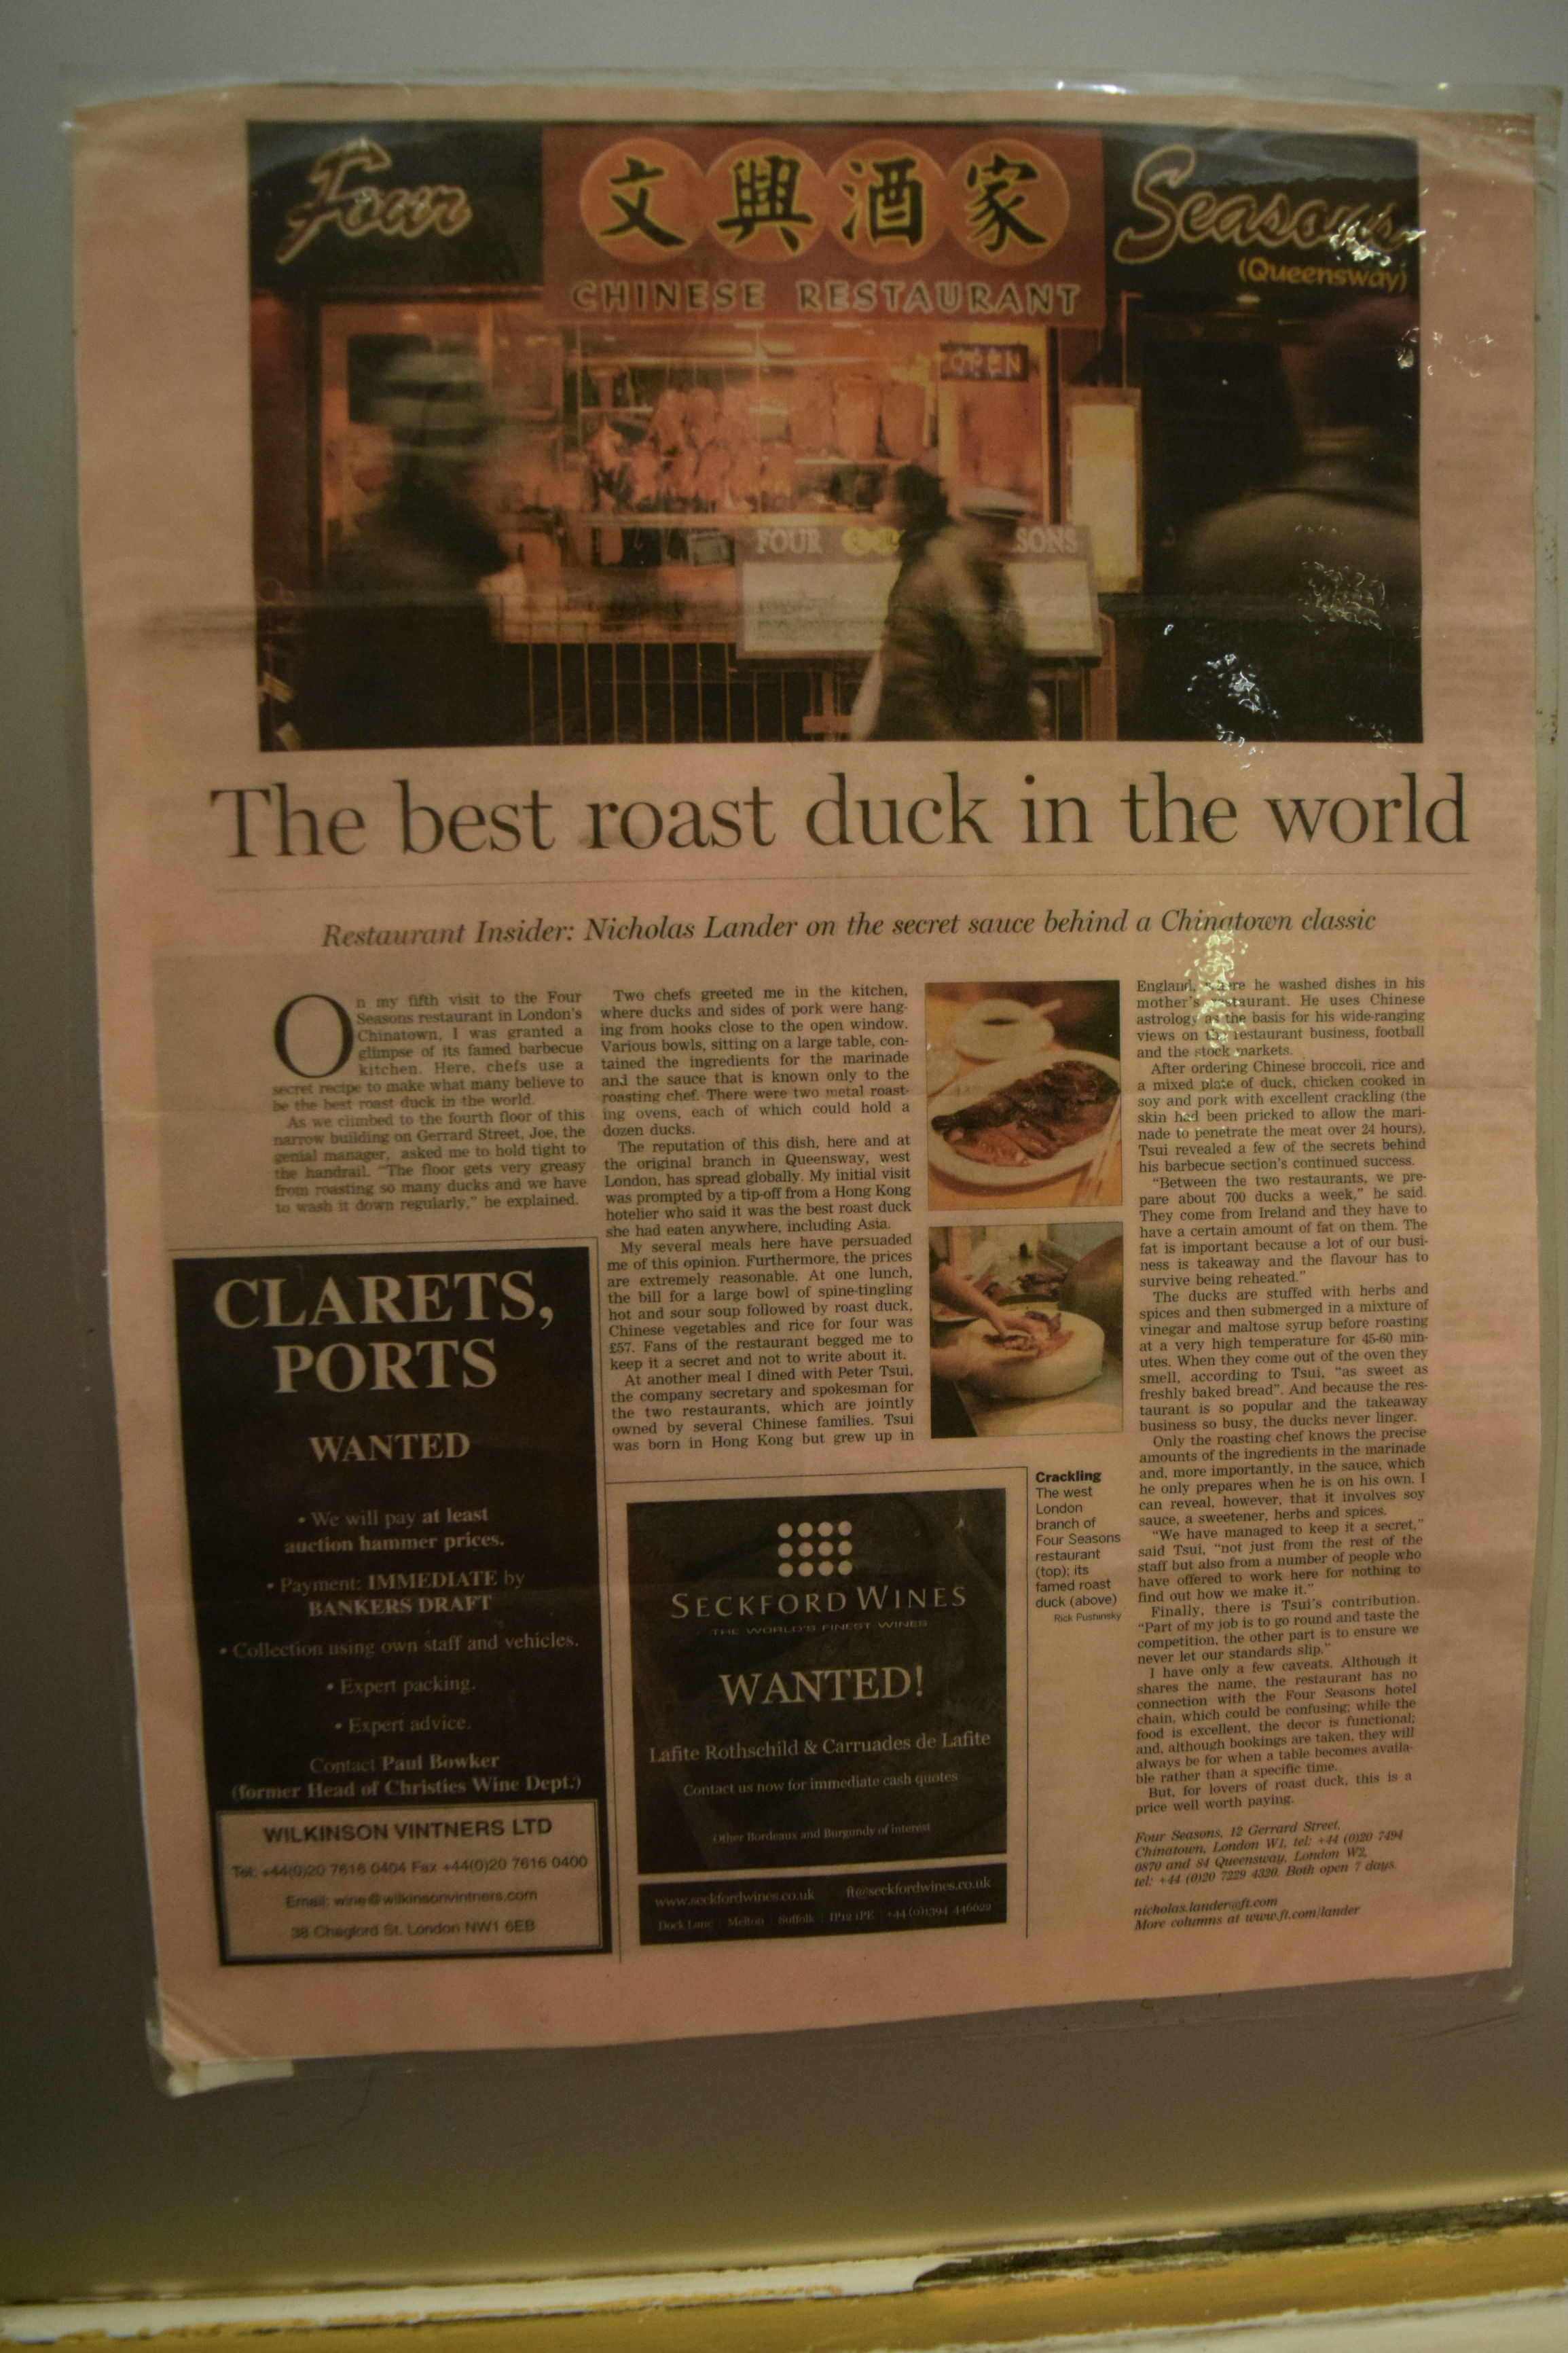 Four
文興酒家
Seasons
(Queensway)
CHINESE RESTAURANT
OPEN
FOUR
SONS
The best roast duck in the world
Restaurant Insider: Nicholas Lander on the secret sauce behind a Chinatown classic
On my fifth visit to the Four
Seasons restaurant in London's
Chinatown, I was granted a
glimpse of its famed barbecue
kitchen. Here, chefs use a
secret recipe to make what many believe to
be the best roast duck in the world.
As we climbed to the fourth floor of this
narrow building on Gerrard Street, Joe, the
genial manager, asked me to hold tight to
the handrail. "The floor gets very greasy
from roasting so many ducks and we have
to wash it down regularly," he explained.
Two chefs greeted me in the kitchen,
where ducks and sides of pork were hang-
ing from hooks close to the open window.
Various bowls, sitting on a large table, con-
tained the ingredients for the marinade
and the sauce that is known only to the
roasting chef. There were two metal roast-
ing ovens, each of which could hold a
dozen ducks.
The reputation of this dish, here and at
the original branch in Queensway, west
London, has spread globally. My initial visit
was prompted by a tip-off from a Hong Kong
hotelier who said it was the best roast duck
she had eaten anywhere, including Asia.
My several meals here have persuaded
me of this opinion. Furthermore, the prices
are extremely reasonable. At one lunch,
the bill for a large bowl of spine-tingling
hot and sour soup followed by roast duck,
Chinese vegetables and rice for four was
£57. Fans of the restaurant begged me to
keep it a secret and not to write about it.
At another meal I dined with Peter Tsui,
the company secretary and spokesman for
the two restaurants, which are jointly
owned by several Chinese families. Tsui
was born in Hong Kong but grew up in
England, where he washed dishes in his
mother's restaurant. He uses Chinese
astrology as the basis for his wide-ranging
views on the restaurant business, football
and the stock markets.
After ordering Chinese broccoli, rice and
a mixed plate of duck, chicken cooked in
soy and pork with excellent crackling (the
skin had been pricked to allow the mari-
nade to penetrate the meat over 24 hours),
Tsui revealed a few of the secrets behind
his barbecue section's continued success.
"Between the two restaurants, we pre-
pare about 700 ducks a week," he said.
They come from Ireland and they have to
have a certain amount of fat on them. The
fat is important because a lot of our busi-
ness is takeaway and the flavour has to
survive being reheated."
The ducks are stuffed with herbs and
spices and then submerged in a mixture of
vinegar and maltose syrup before roasting
at a very high temperature for 45-60 min-
utes. When they come out of the oven they
smell, according to Tsui, "as sweet as
freshly baked bread". And because the res-
taurant is so popular and the takeaway
business so busy, the ducks never linger.
Only the roasting chef knows the precise
amounts of the ingredients in the marinade
and, more importantly, in the sauce, which
he only prepares when he is on his own. I
can reveal, however, that it involves soy
sauce, a sweetener, herbs and spices.
"We have managed to keep it a secret,"
said Tsui, "not just from the rest of the
staff but also from a number of people who
have offered to work here for nothing to
find out how we make it."
Finally, there is Tsui's contribution.
"Part of my job is to go round and taste the
competition, the other part is to ensure we
never let our standards slip."
I have only a few caveats. Although it
shares the name, the restaurant has no
connection with the Four Seasons hotel
chain, which could be confusing; while the
food is excellent, the decor is functional;
and, although bookings are taken, they will
always be for when a table becomes availa-
ble rather than a specific time.
But, for lovers of roast duck, this is a
price well worth paying.
Four Seasons, 12 Gerrard Street,
Chinatown, London W1, tel: +44 (0)20 7494
0870 and 84 Queensway, London W2,
tel: +44 (0)20 7229 4320. Both open 7 days.
nicholas.lander@ft.com
More columns at www.ft.com/lander
Crackling
The west
London
branch of
Four Seasons
restaurant
(top); its
famed roast
duck (above)
Rick Pushinsky
CLARETS,
PORTS
WANTED
• We will pay at least
auction hammer prices.
• Payment: IMMEDIATE by
BANKERS DRAFT
• Collection using own staff and vehicles.
• Expert packing.
• Expert advice.
Contact Paul Bowker
(former Head of Christies Wine Dept.)
WILKINSON VINTNERS LTD
Tel: +44(0)20 7616 0404 Fax +44(0)20 7616 0400
Email: wine@wilkinsonvintners.com
38 Chagford St. London NW1 6EB
SECKFORD WINES
THE WORLD'S FINEST WINES
WANTED!
Lafite Rothschild & Carruades de Lafite
Contact us now for immediate cash quotes
Other Bordeaux and Burgundy of interest
www.seckfordwines.co.uk ft@seckfordwines.co.uk
Dock Lane | Melton | Suffolk | IP12 1PE | +44 (0)1394 446622